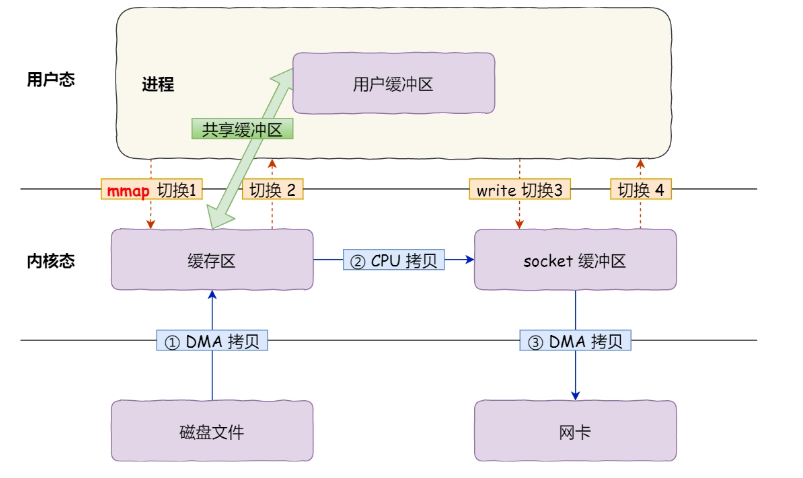 用户态
进程
用户缓冲区
共享缓冲区
mmap 切换1
切换 2
write 切换3
切换 4
内核态
缓存区
② CPU 拷贝
socket 缓冲区
① DMA 拷贝
③ DMA 拷贝
磁盘文件
网卡